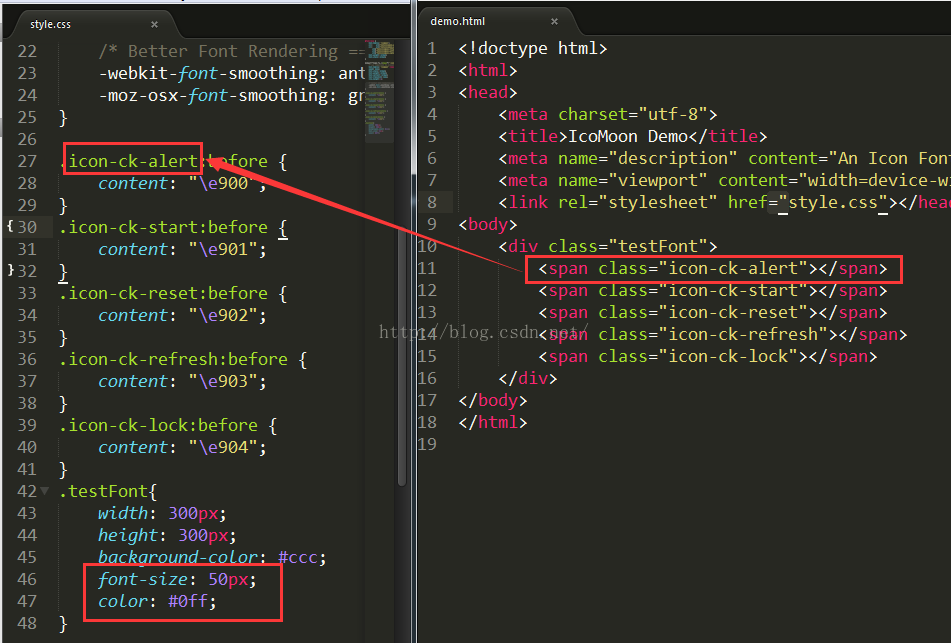 style.css ×
22 /* Better Font Rendering ==
23 -webkit-font-smoothing: ant
24 -moz-osx-font-smoothing: gr
25 }
26
27 .icon-ck-alert:before {
28 content: "\e900";
29 }
{30 .icon-ck-start:before {
31 content: "\e901";
}32 }
33 .icon-ck-reset:before {
34 content: "\e902";
35 }
36 .icon-ck-refresh:before {
37 content: "\e903";
38 }
39 .icon-ck-lock:before {
40 content: "\e904";
41 }
42 .testFont{
43 width: 300px;
44 height: 300px;
45 background-color: #ccc;
46 font-size: 50px;
47 color: #0ff;
48 }
demo.html ×
1 <!doctype html>
2 <html>
3 <head>
4 <meta charset="utf-8">
5 <title>IcoMoon Demo</title>
6 <meta name="description" content="An Icon Font
7 <meta name="viewport" content="width=device-wi
8 <link rel="stylesheet" href="style.css"></head
9 <body>
10 <div class="testFont">
11 <span class="icon-ck-alert"></span>
12 <span class="icon-ck-start"></span>
13 <span class="icon-ck-reset"></span>
14 <span class="icon-ck-refresh"></span>
15 <span class="icon-ck-lock"></span>
16 </div>
17 </body>
18 </html>
19
http://blog.csdn.net/